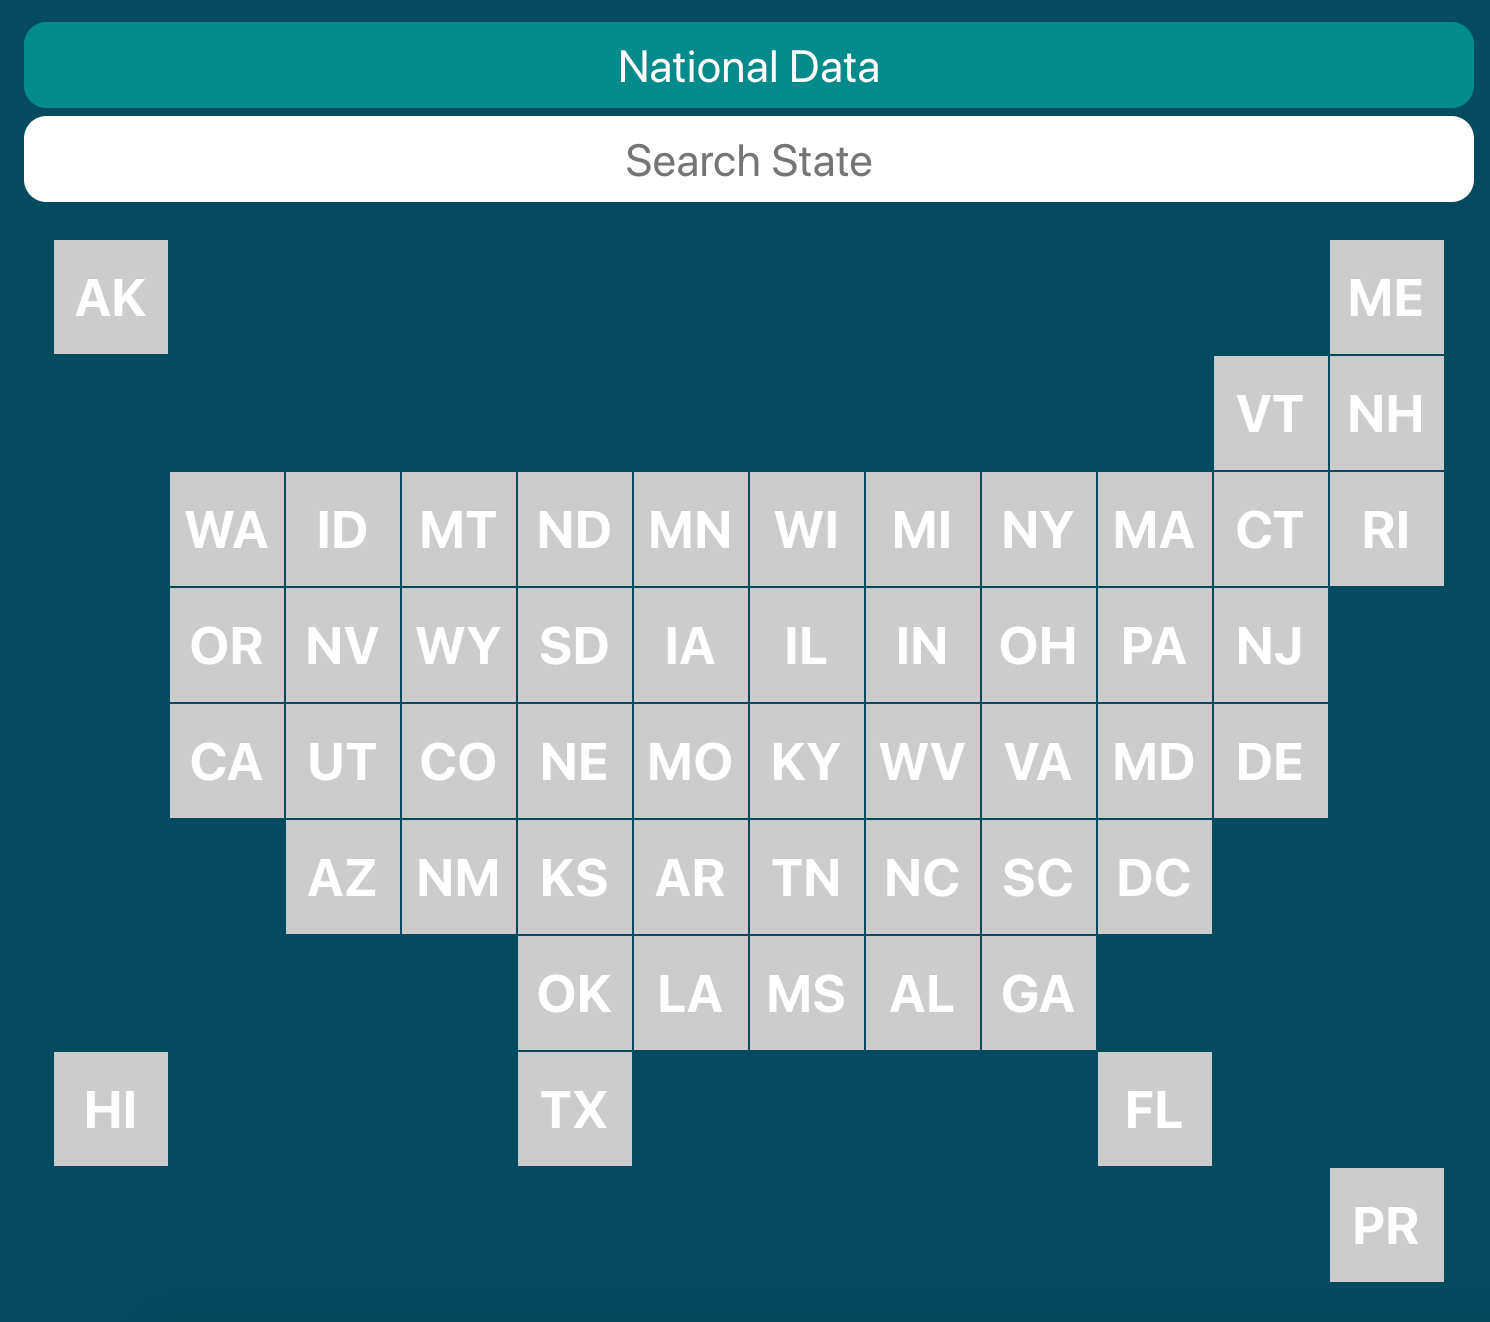 National Data
Search State
AK ME
VT NH
WA ID MT ND MN WI MI NY MA CT RI
OR NV WY SD IA IL IN OH PA NJ
CA UT CO NE MO KY WV VA MD DE
AZ NM KS AR TN NC SC DC
OK LA MS AL GA
HI TX FL
PR